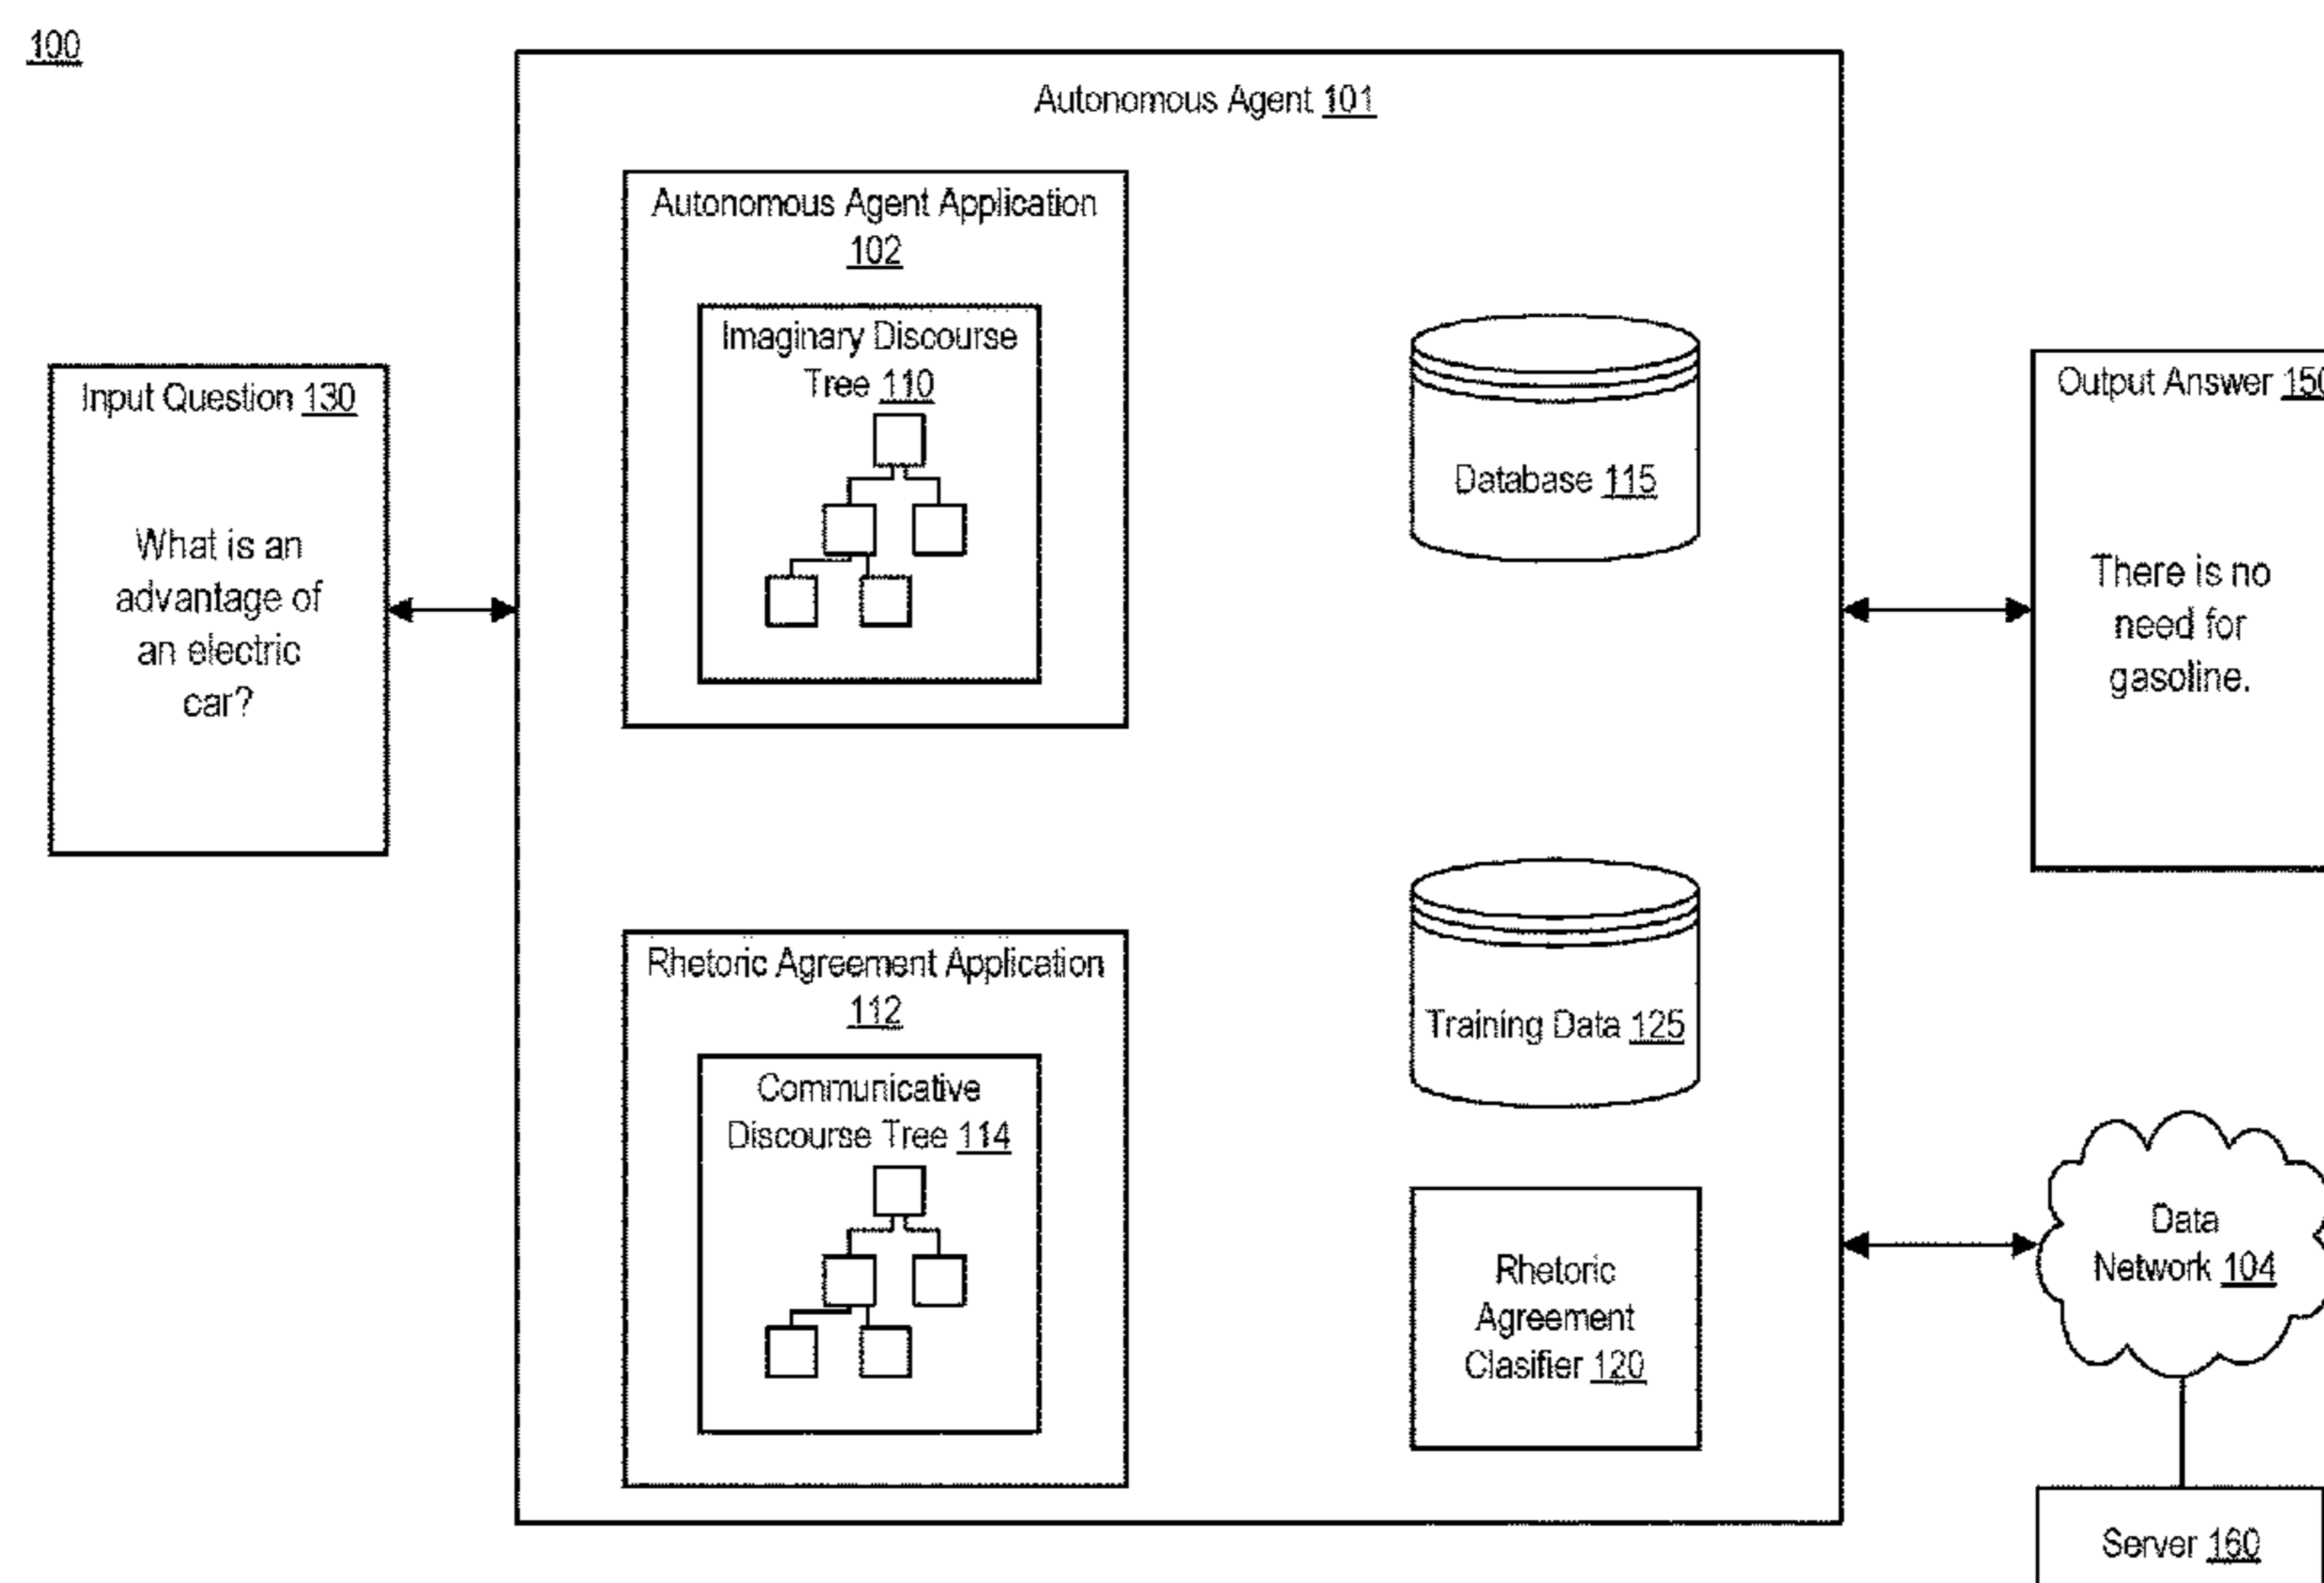 100
Autonomous Agent 101
Autonomous Agent Application
102
Imaginary Discourse
Tree 110
Input Question 130
What is an
advantage of
an electric
car?
Database 115
Output Answer 150
There is no
need for
gasoline.
Rhetoric Agreement Application
112
Communicative
Discourse Tree 114
Training Data 125
Rhetoric
Agreement
Clasifier 120
Data
Network 104
Server 160